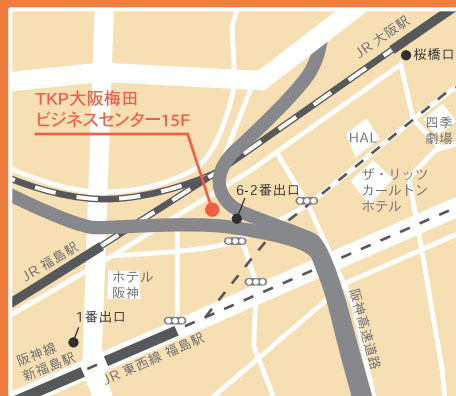 JR 大阪駅
桜橋口
TKP大阪梅田
ビジネスセンター15F
四季
劇場
HAL
ザ・リッツ
カールトン
ホテル
6-2番出口
JR 福島駅
ホテル
阪神
1番出口
阪神高速道路
阪神線
新福島駅
JR 東西線 福島駅